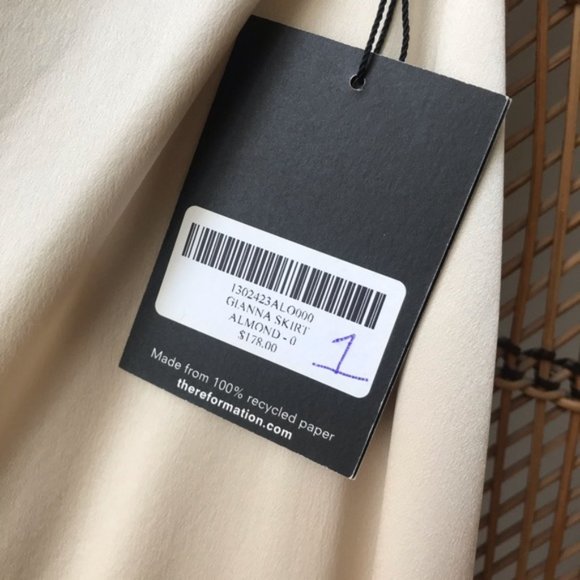 1302423ALO000
GIANNA SKIRT
ALMOND - 0
$178.00
1
Made from 100% recycled paper
thereformation.com